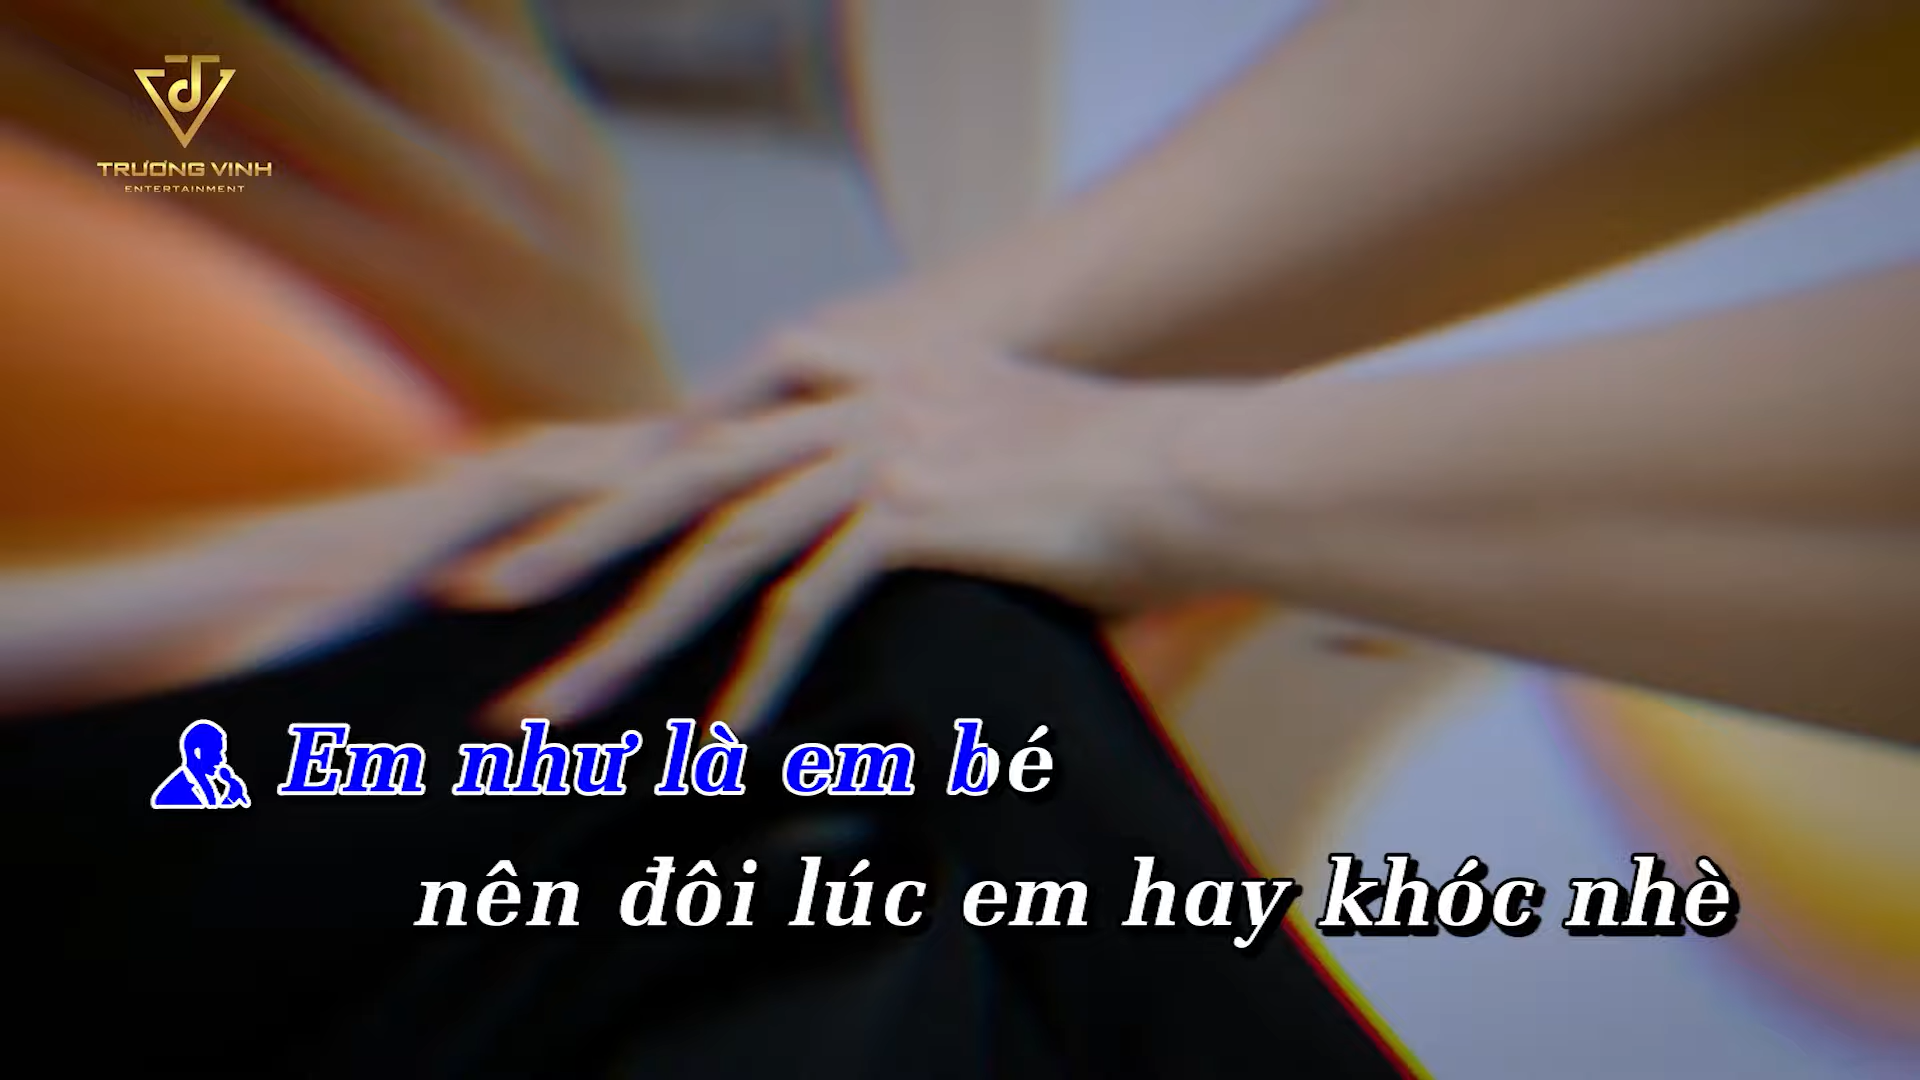 TRƯƠNG VINH
ENTERTAINMENT
Em như là em bé
nên đôi lúc em hay khóc nhè